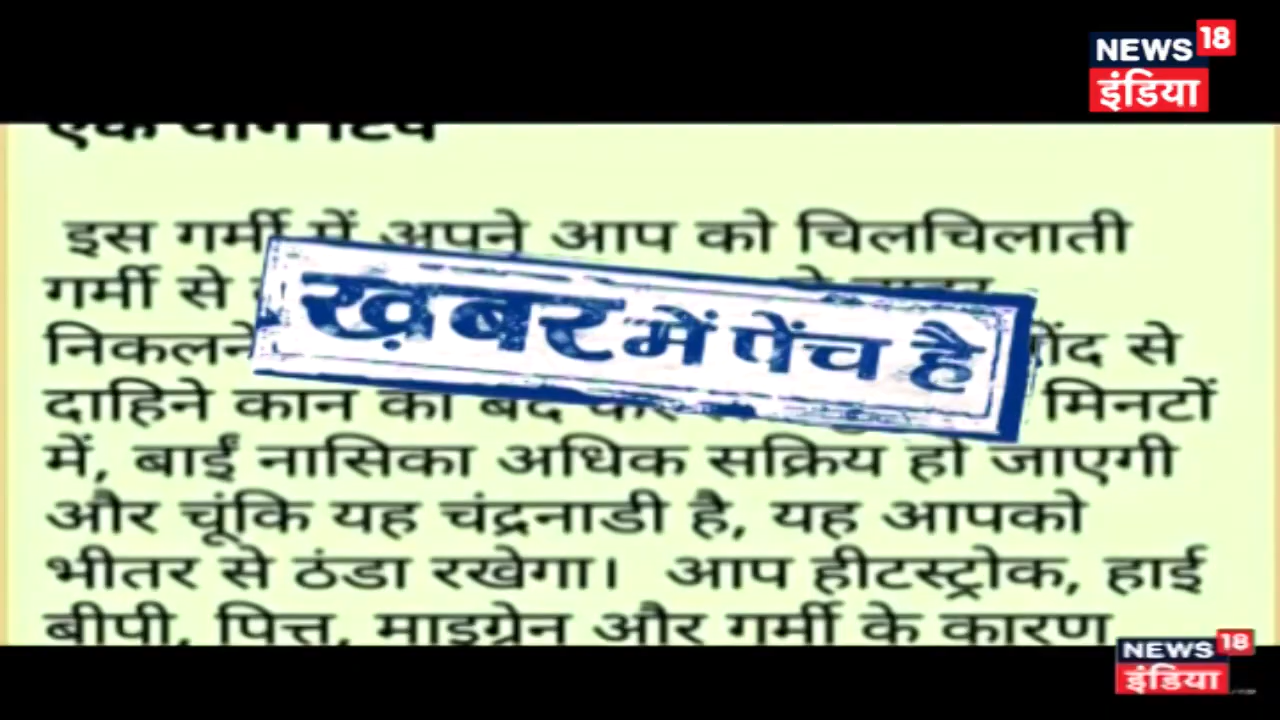 NEWS 18
इंडिया
इस गर्मी में अपने आप को चिलचिलाती
गर्मी से
ख़बर में पेंच है
निकलने से
दाहिने कान को बंद मिनटों
में, बाईं नासिका अधिक सक्रिय हो जाएगी
और चूंकि यह चंद्रनाडी है, यह आपको
भीतर से ठंडा रखेगा। आप हीटस्ट्रोक, हाई
बीपी, पित्त, माइग्रेन और गर्मी के कारण
NEWS 18
इंडिया